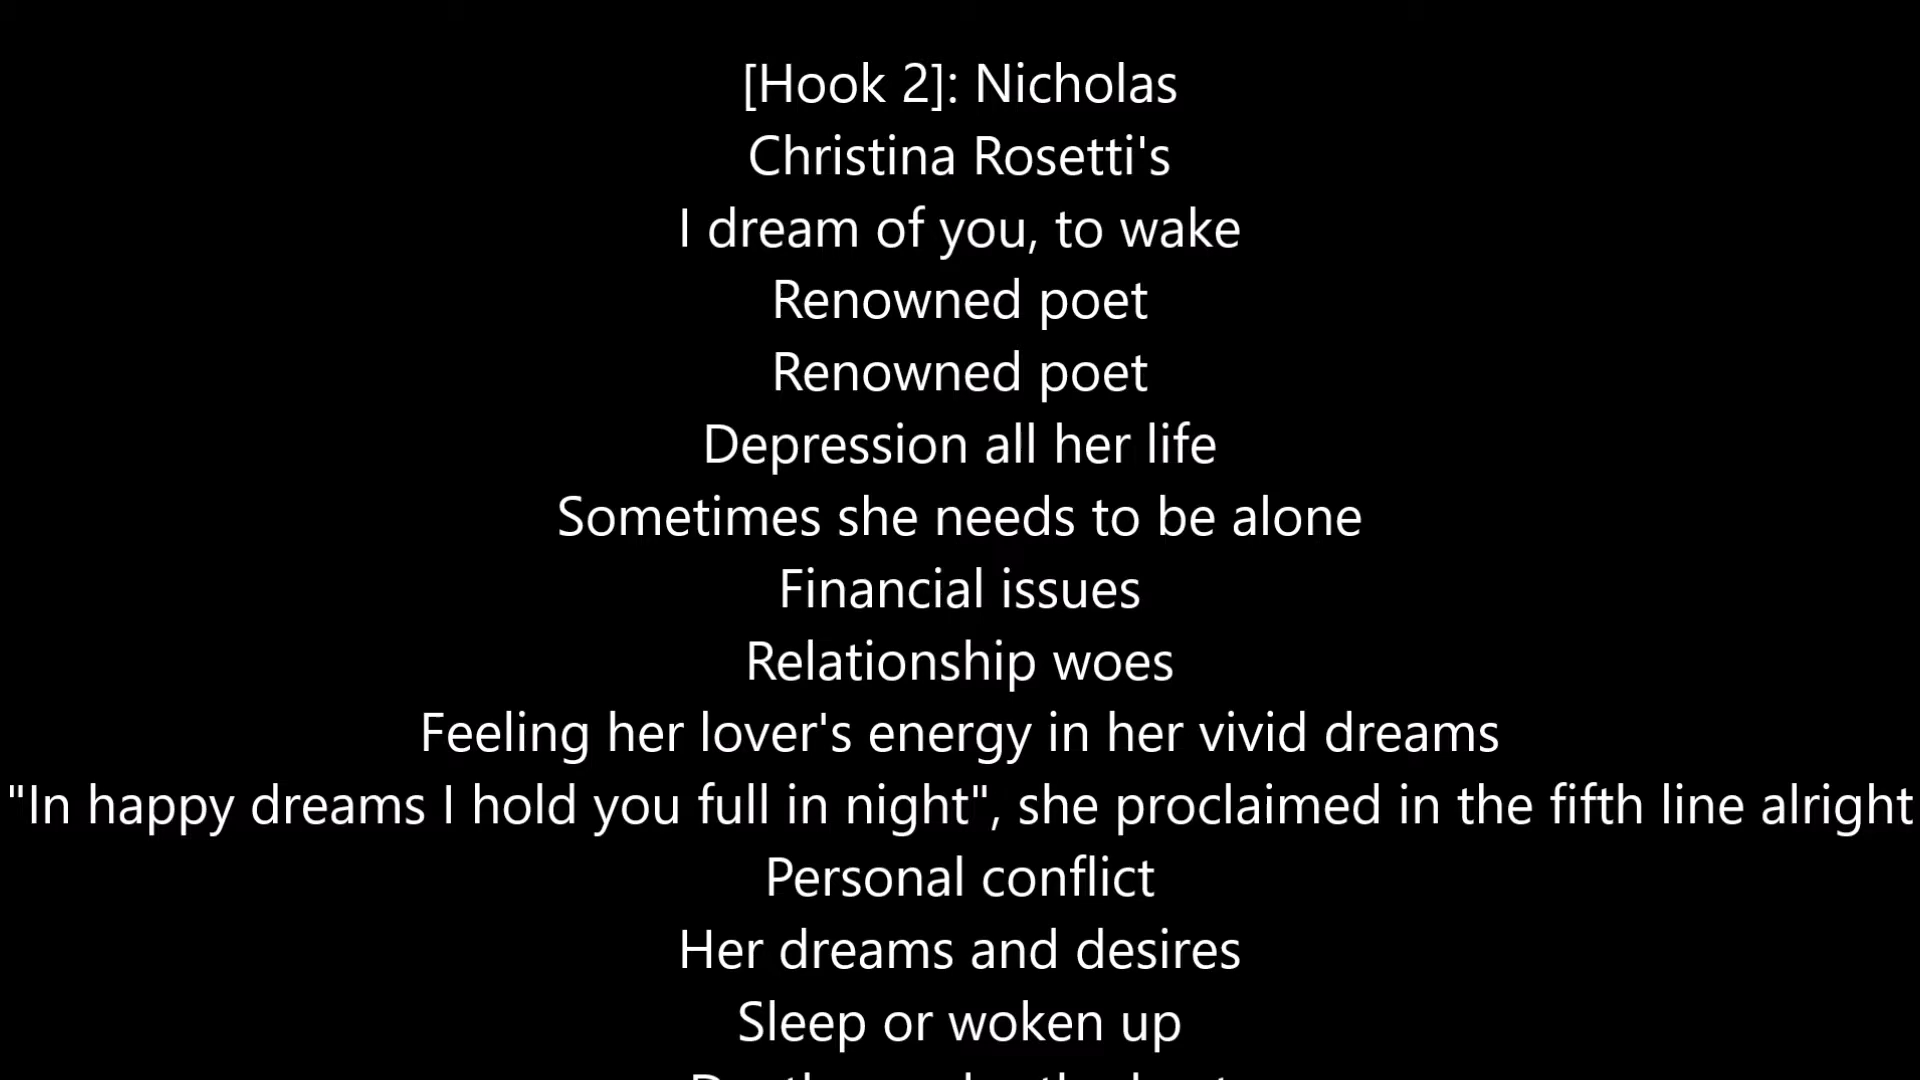 [Hook 2]: Nicholas
Christina Rosetti's
I dream of you, to wake
Renowned poet
Renowned poet
Depression all her life
Sometimes she needs to be alone
Financial issues
Relationship woes
Feeling her lover's energy in her vivid dreams
"In happy dreams I hold you full in night", she proclaimed in the fifth line alright
Personal conflict
Her dreams and desires
Sleep or woken up